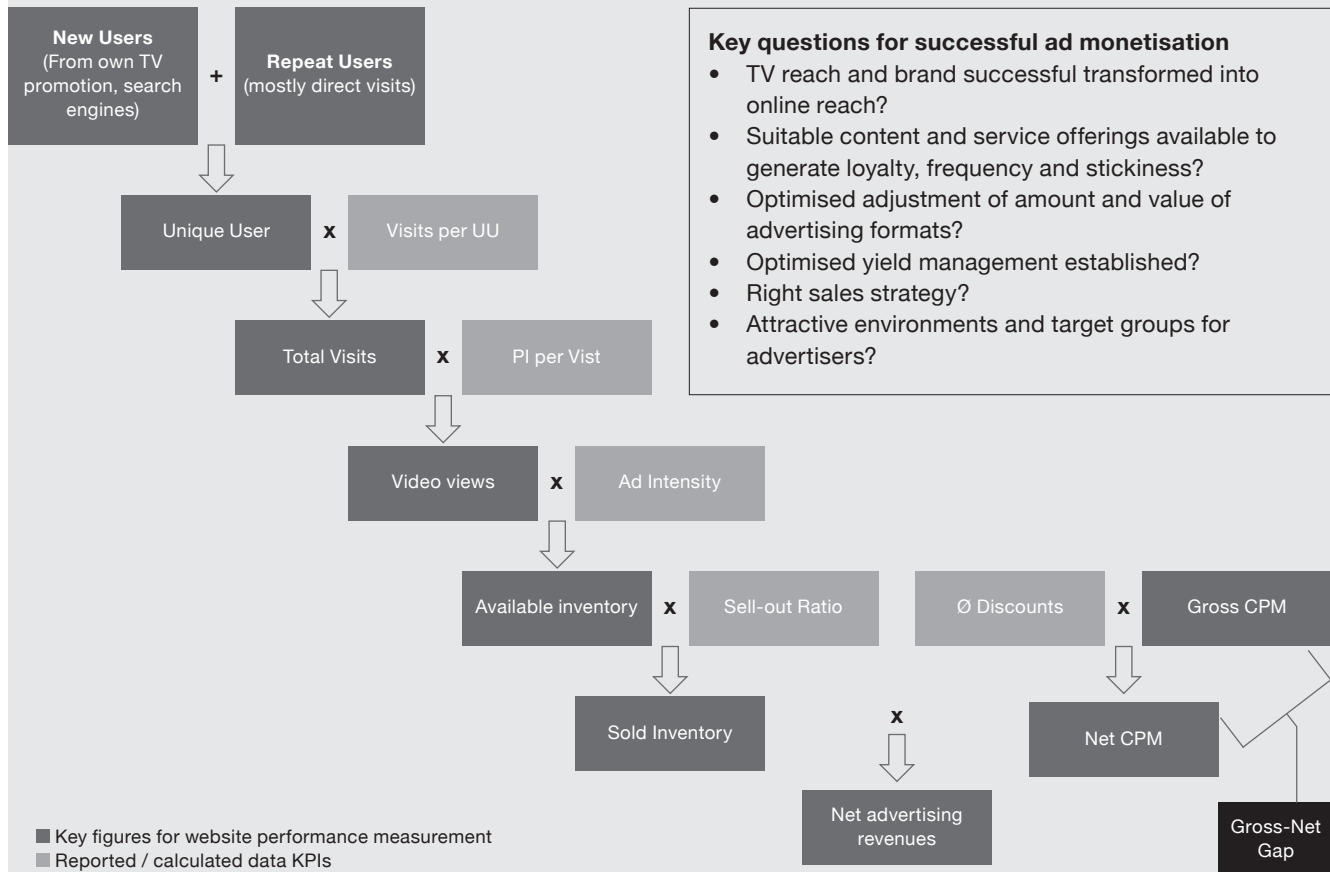 New Users
(From own TV
promotion, search
engines)
+
Repeat Users
(mostly direct visits)
Key questions for successful ad monetisation
• TV reach and brand successful transformed into
online reach?
• Suitable content and service offerings available to
generate loyalty, frequency and stickiness?
• Optimised adjustment of amount and value of
advertising formats?
• Optimised yield management established?
• Right sales strategy?
• Attractive environments and target groups for
advertisers?
Unique User
x
Visits per UU
Total Visits
x
PI per Vist
Video views
x
Ad Intensity
Available inventory
x
Sell-out Ratio
Ø Discounts
x
Gross CPM
Sold Inventory
x
Net CPM
Net advertising
revenues
Gross-Net
Gap
Key figures for website performance measurement
Reported / calculated data KPIs